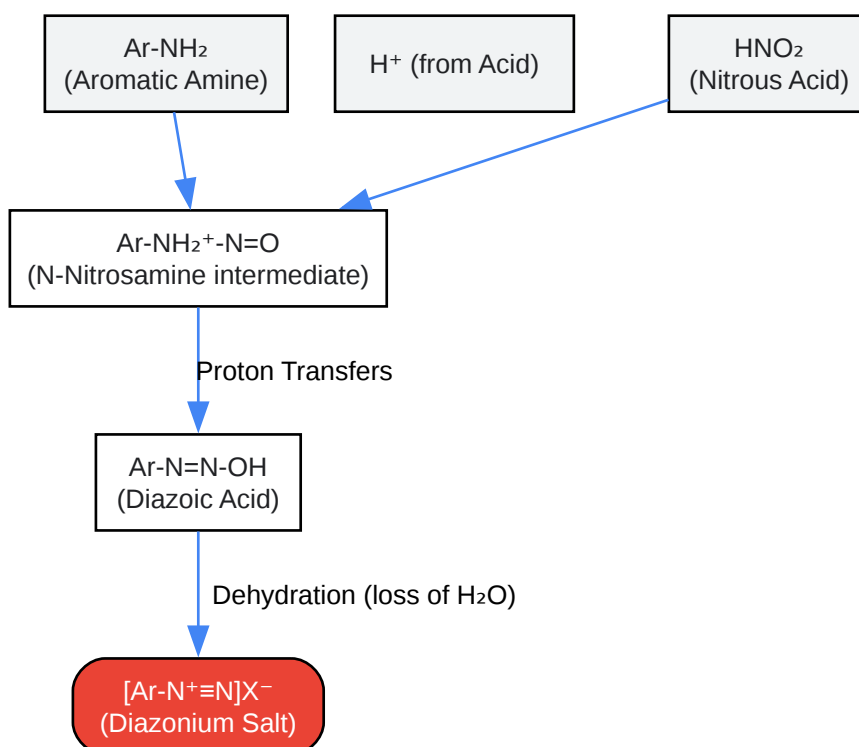 Ar-NH₂
(Aromatic Amine)
H⁺ (from Acid)
HNO₂
(Nitrous Acid)
Ar-NH₂⁺-N=O
(N-Nitrosamine intermediate)
Proton Transfers
Ar-N=N-OH
(Diazoic Acid)
Dehydration (loss of H₂O)
[Ar-N⁺≡N]X⁻
(Diazonium Salt)